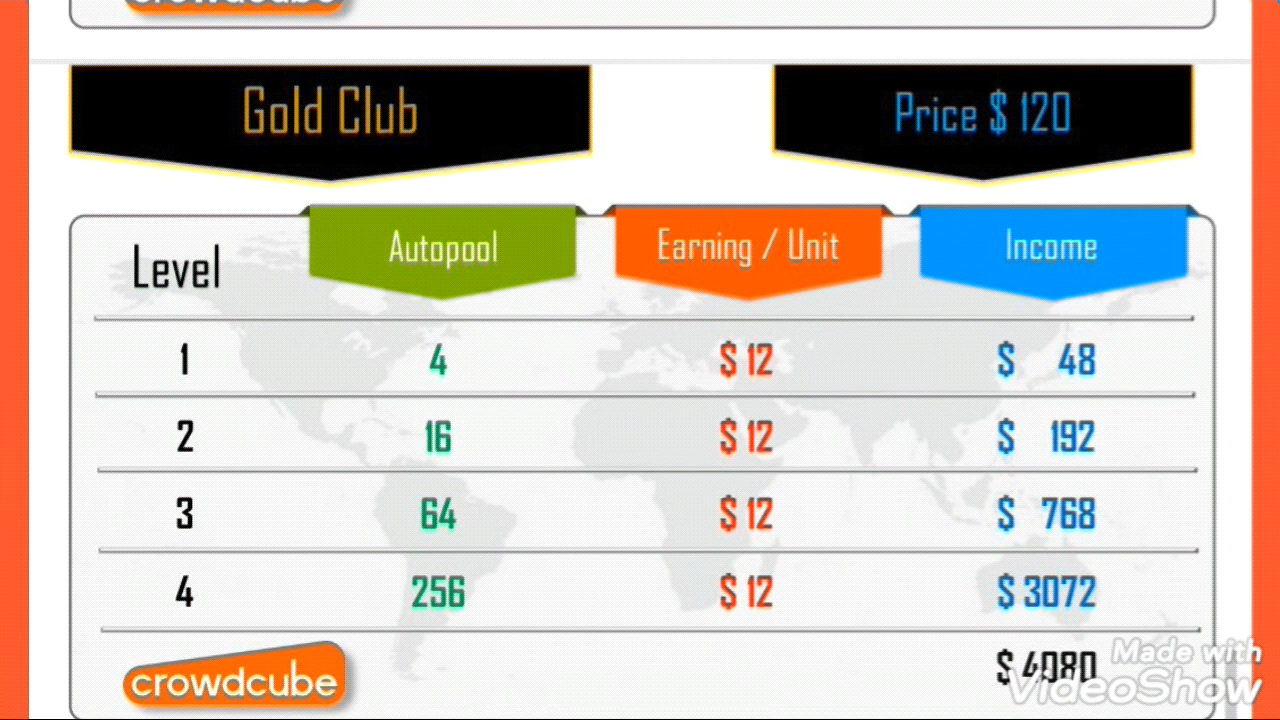 crowdcube
Gold Club
Price $ 120
Level Autopool Earning / Unit Income
1 4 $ 12 $ 48
2 16 $ 12 $ 192
3 64 $ 12 $ 768
4 256 $ 12 $ 3072
$ 4080
crowdcube
Made with
VideoShow